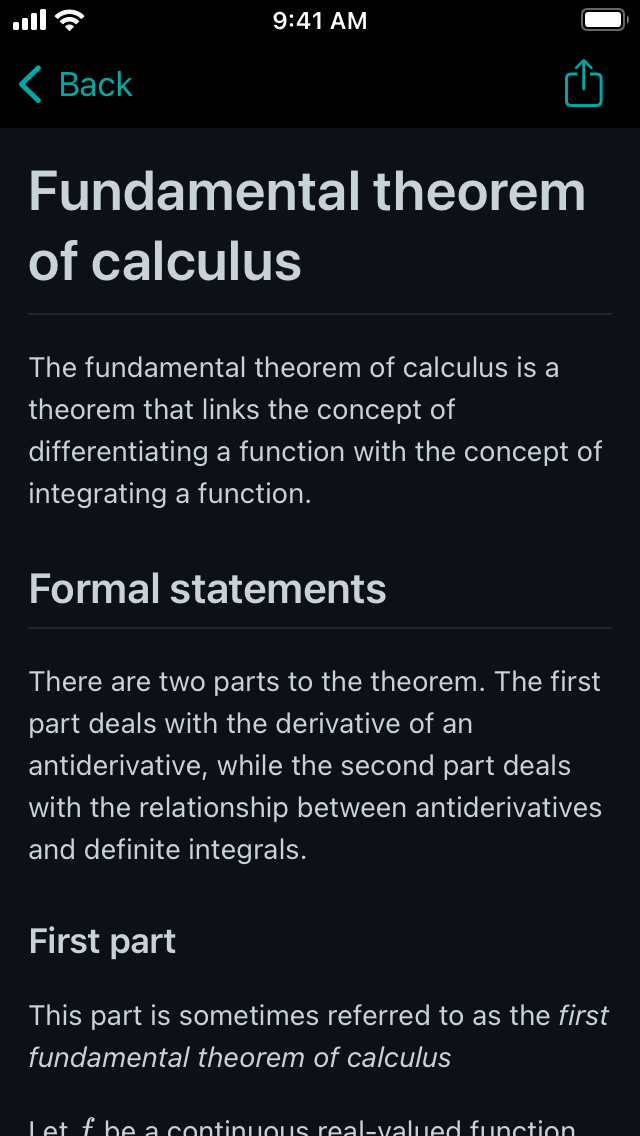 9:41 AM
Back
Fundamental theorem
of calculus
The fundamental theorem of calculus is a
theorem that links the concept of
differentiating a function with the concept of
integrating a function.
Formal statements
There are two parts to the theorem. The first
part deals with the derivative of an
antiderivative, while the second part deals
with the relationship between antiderivatives
and definite integrals.
First part
This part is sometimes referred to as the first
fundamental theorem of calculus
Let f be a continuous real-valued function